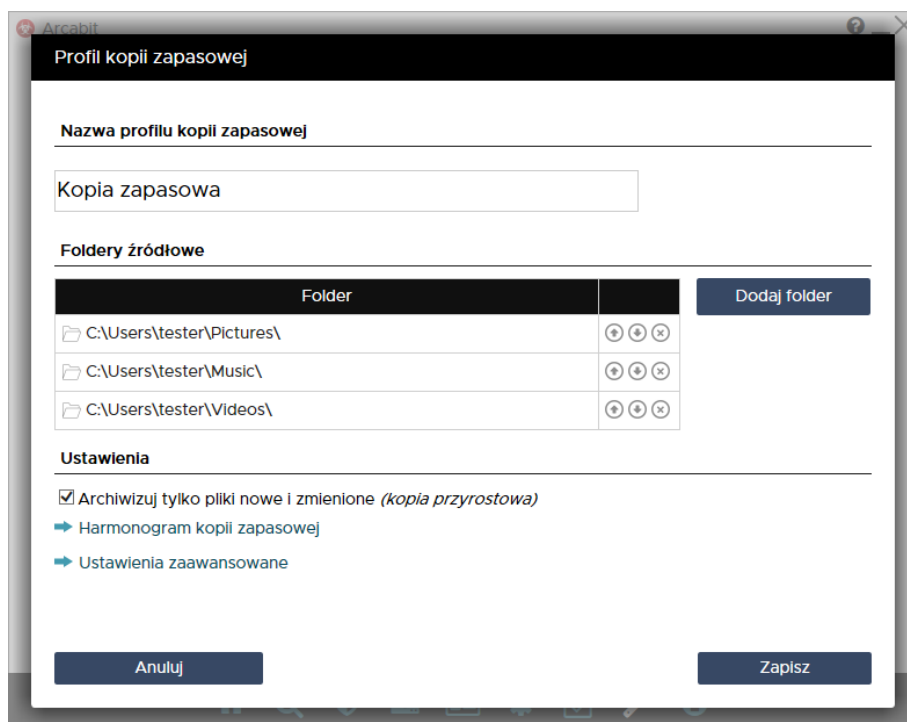 Arcabit
Profil kopii zapasowej
Nazwa profilu kopii zapasowej
Kopia zapasowa
Foldery źródłowe
Folder
Dodaj folder
C:\Users\tester\Pictures\
C:\Users\tester\Music\
C:\Users\tester\Videos\
Ustawienia
Archiwizuj tylko pliki nowe i zmienione (kopia przyrostowa)
Harmonogram kopii zapasowej
Ustawienia zaawansowane
Anuluj
Zapisz